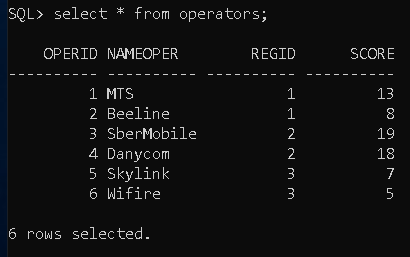 SQL> select * from operators;
OPERID NAMEOPER REGID SCORE
---------- ---------- ---------- ----------
1 MTS 1 13
2 Beeline 1 8
3 SberMobile 2 19
4 Danycom 2 18
5 Skylink 3 7
6 Wifire 3 5
6 rows selected.